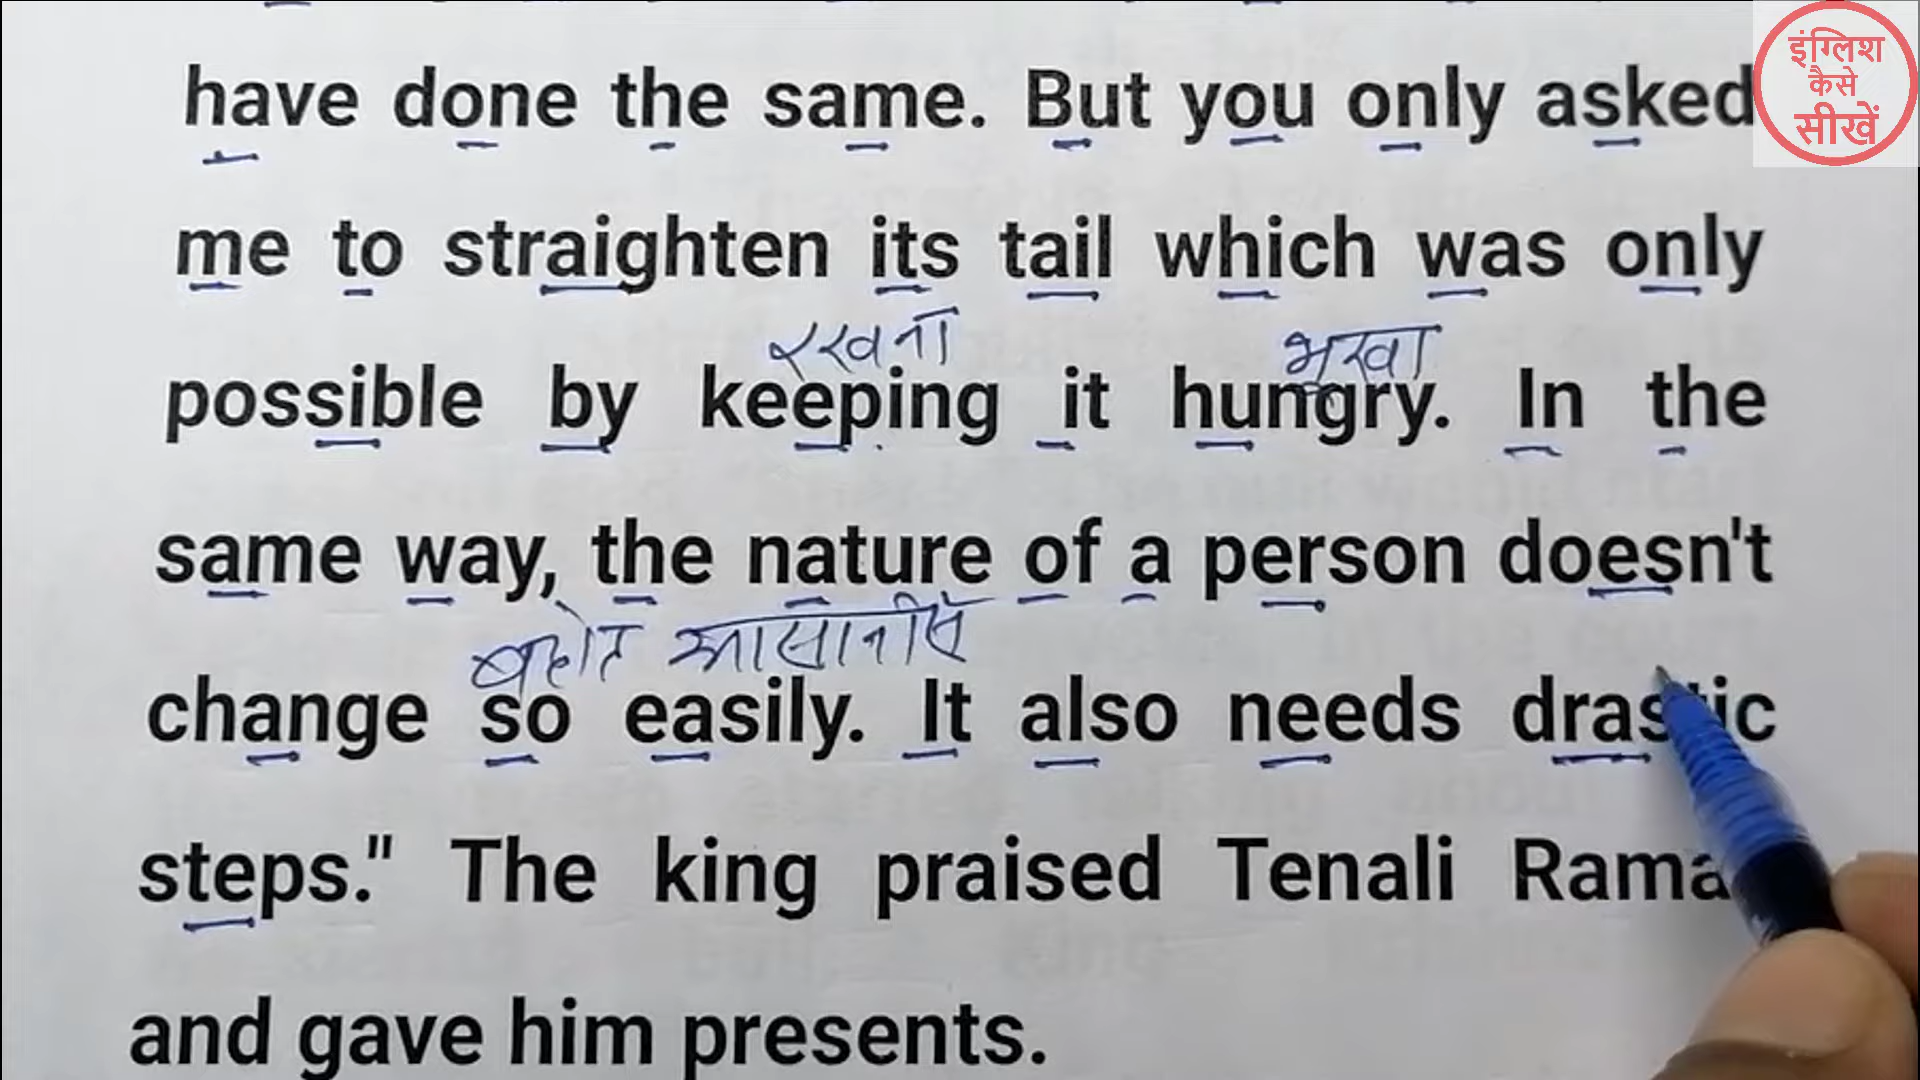 have done the same. But you only asked
इंग्लिश
कैसे
सीखें
me to straighten its tail which was only
रखना भूखा
possible by keeping it hungry. In the
same way, the nature of a person doesn't
बहोत आसानीसे
change so easily. It also needs drastic
steps." The king praised Tenali Rama
and gave him presents.